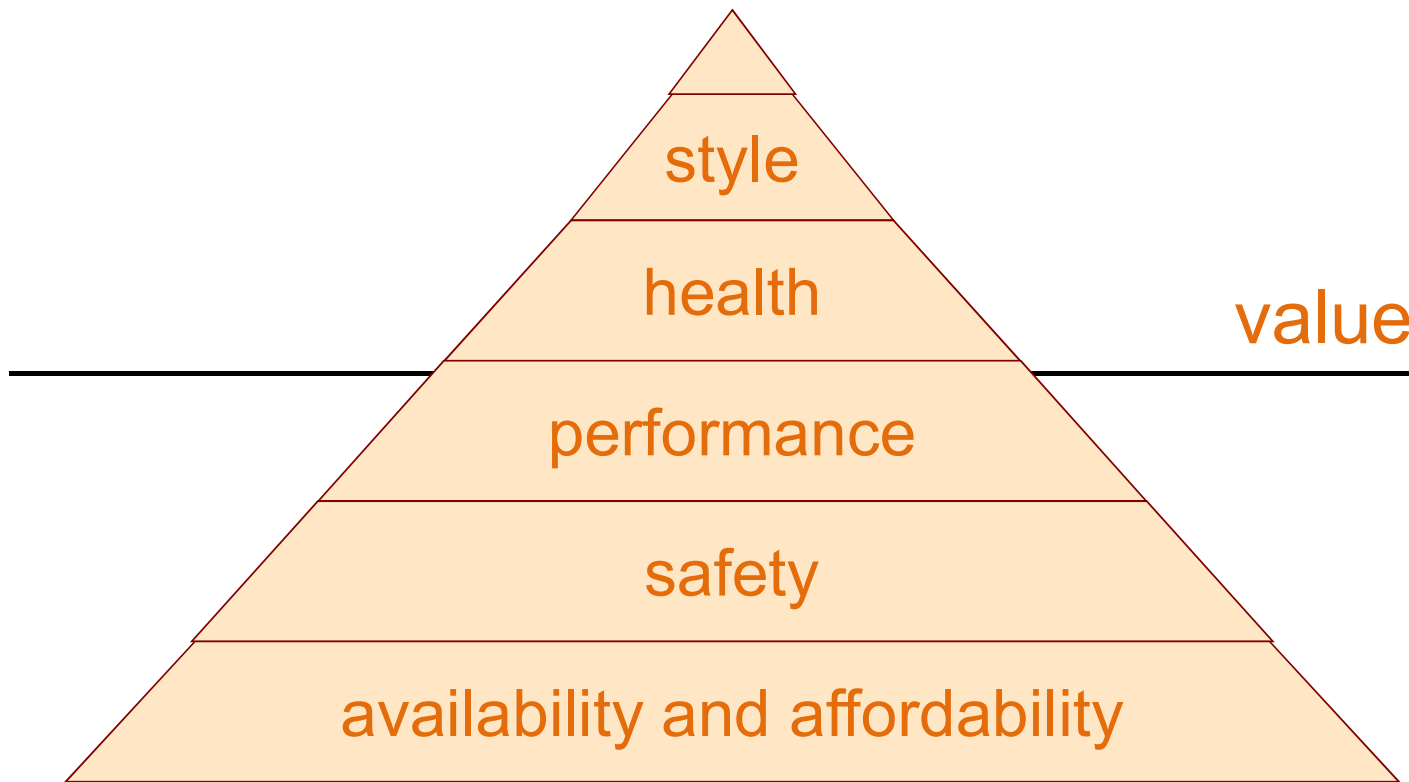 style
health
value
performance
safety
availability and affordability